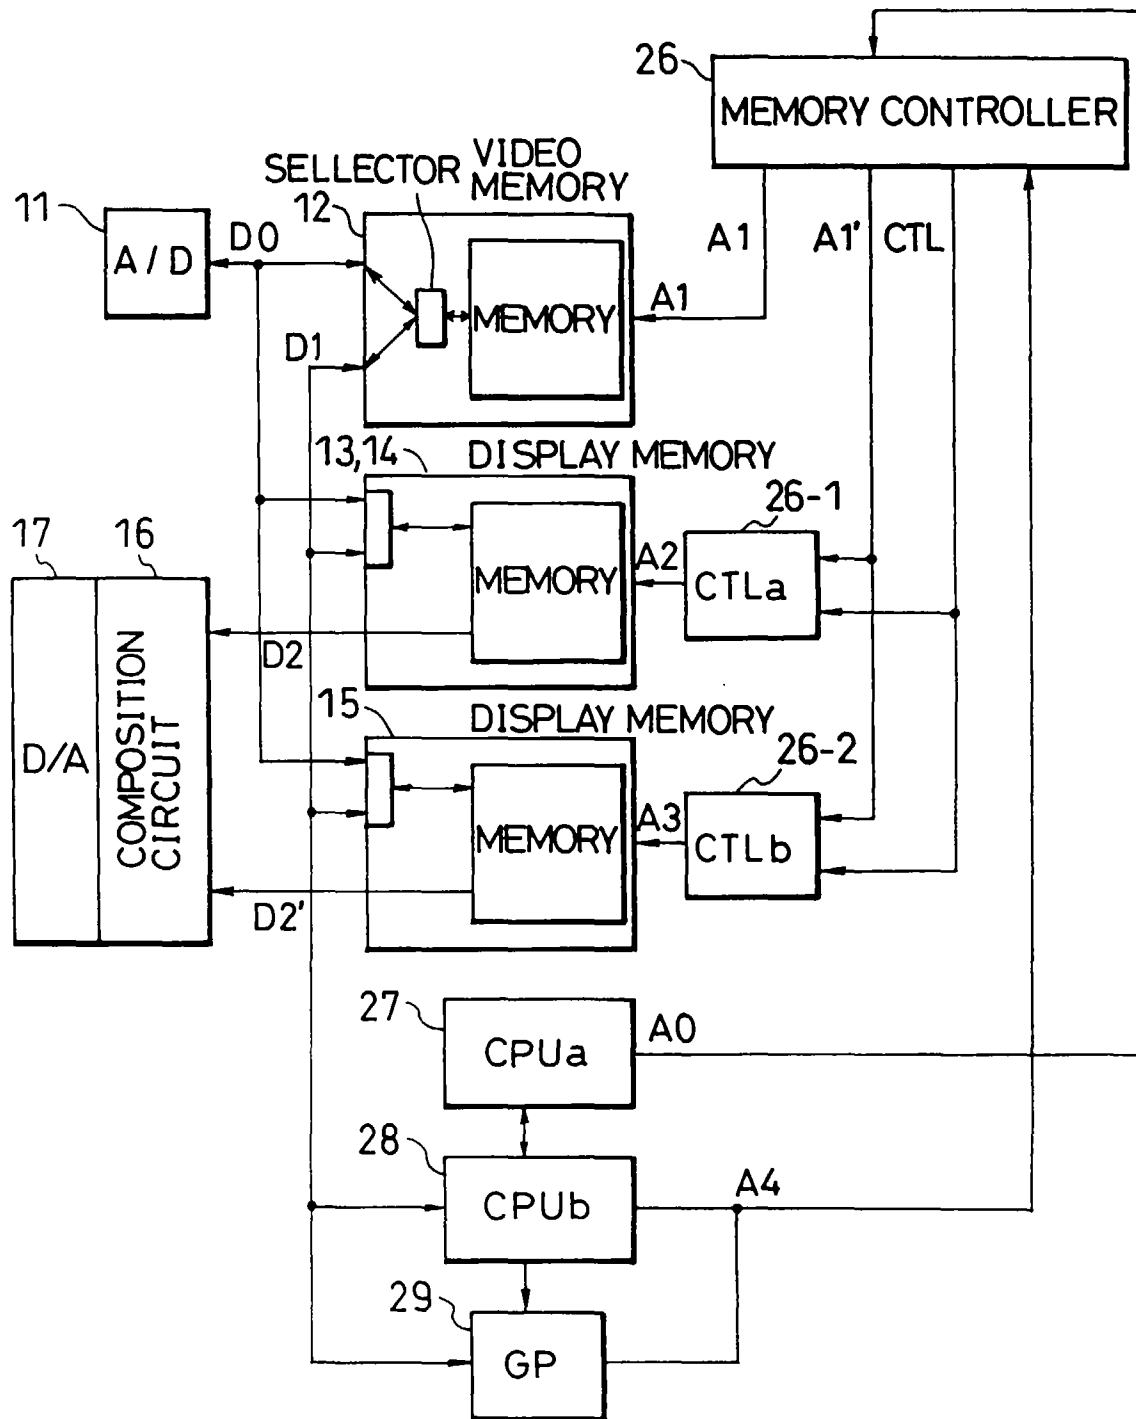 26
MEMORY CONTROLLER
VIDEO
MEMORY
SELLECTOR
11
A/D
D0
12
MEMORY
A1
A1
A1'
CTL
D1
13,14
DISPLAY MEMORY
MEMORY
A2
26-1
CTLa
17
16
D/A
COMPOSITION
CIRCUIT
D2
15
DISPLAY MEMORY
MEMORY
A3
26-2
CTLb
D2'
27
CPUa
A0
28
CPUb
A4
29
GP